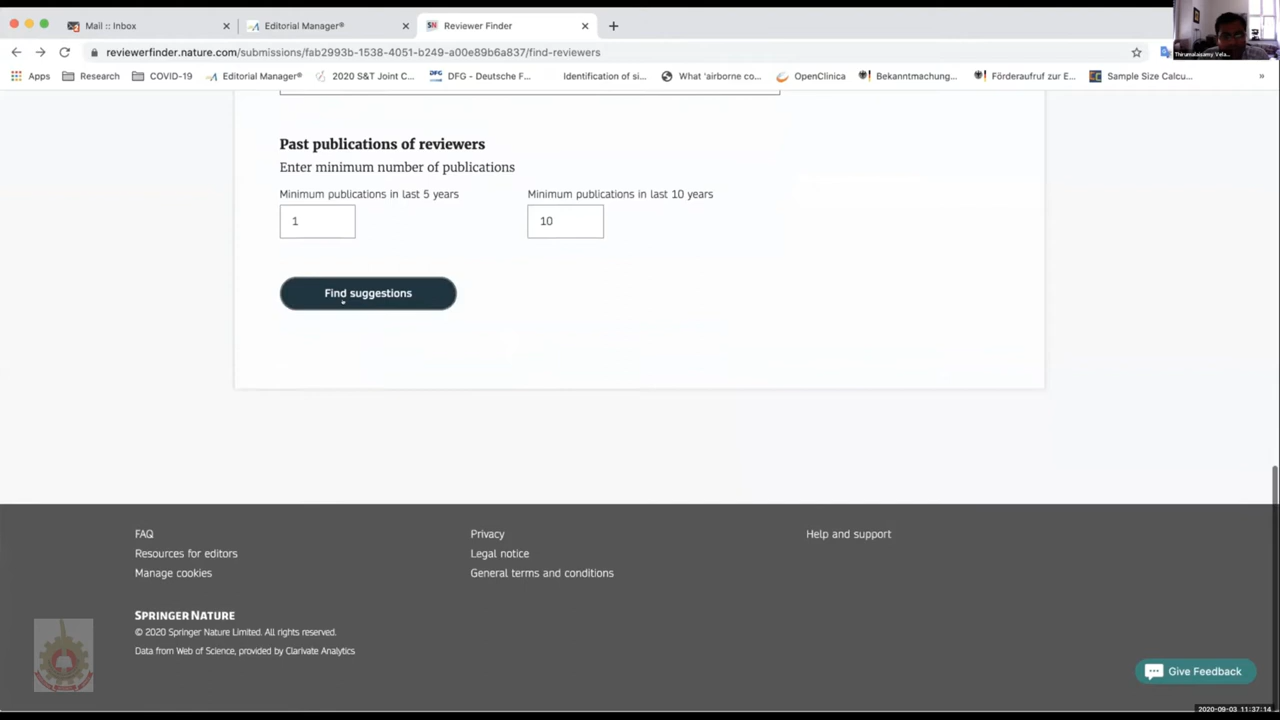 Mail :: Inbox
Editorial Manager®
Reviewer Finder
reviewerfinder.nature.com/submissions/fab2993b-1538-4051-b249-a00e89b6a837/find-reviewers
Apps
Research
COVID-19
Editorial Manager®
2020 S&T Joint C...
DFG - Deutsche F...
Identification of si...
What 'airborne co...
OpenClinica
Bekanntmachung...
Förderaufruf zur E...
Sample Size Calcu...
»
Past publications of reviewers
Enter minimum number of publications
Minimum publications in last 5 years
Minimum publications in last 10 years
1
10
Find suggestions
FAQ
Privacy
Help and support
Resources for editors
Legal notice
Manage cookies
General terms and conditions
SPRINGER NATURE
© 2020 Springer Nature Limited. All rights reserved.
Data from Web of Science, provided by Clarivate Analytics
Give Feedback
2020-09-03 11:37:14